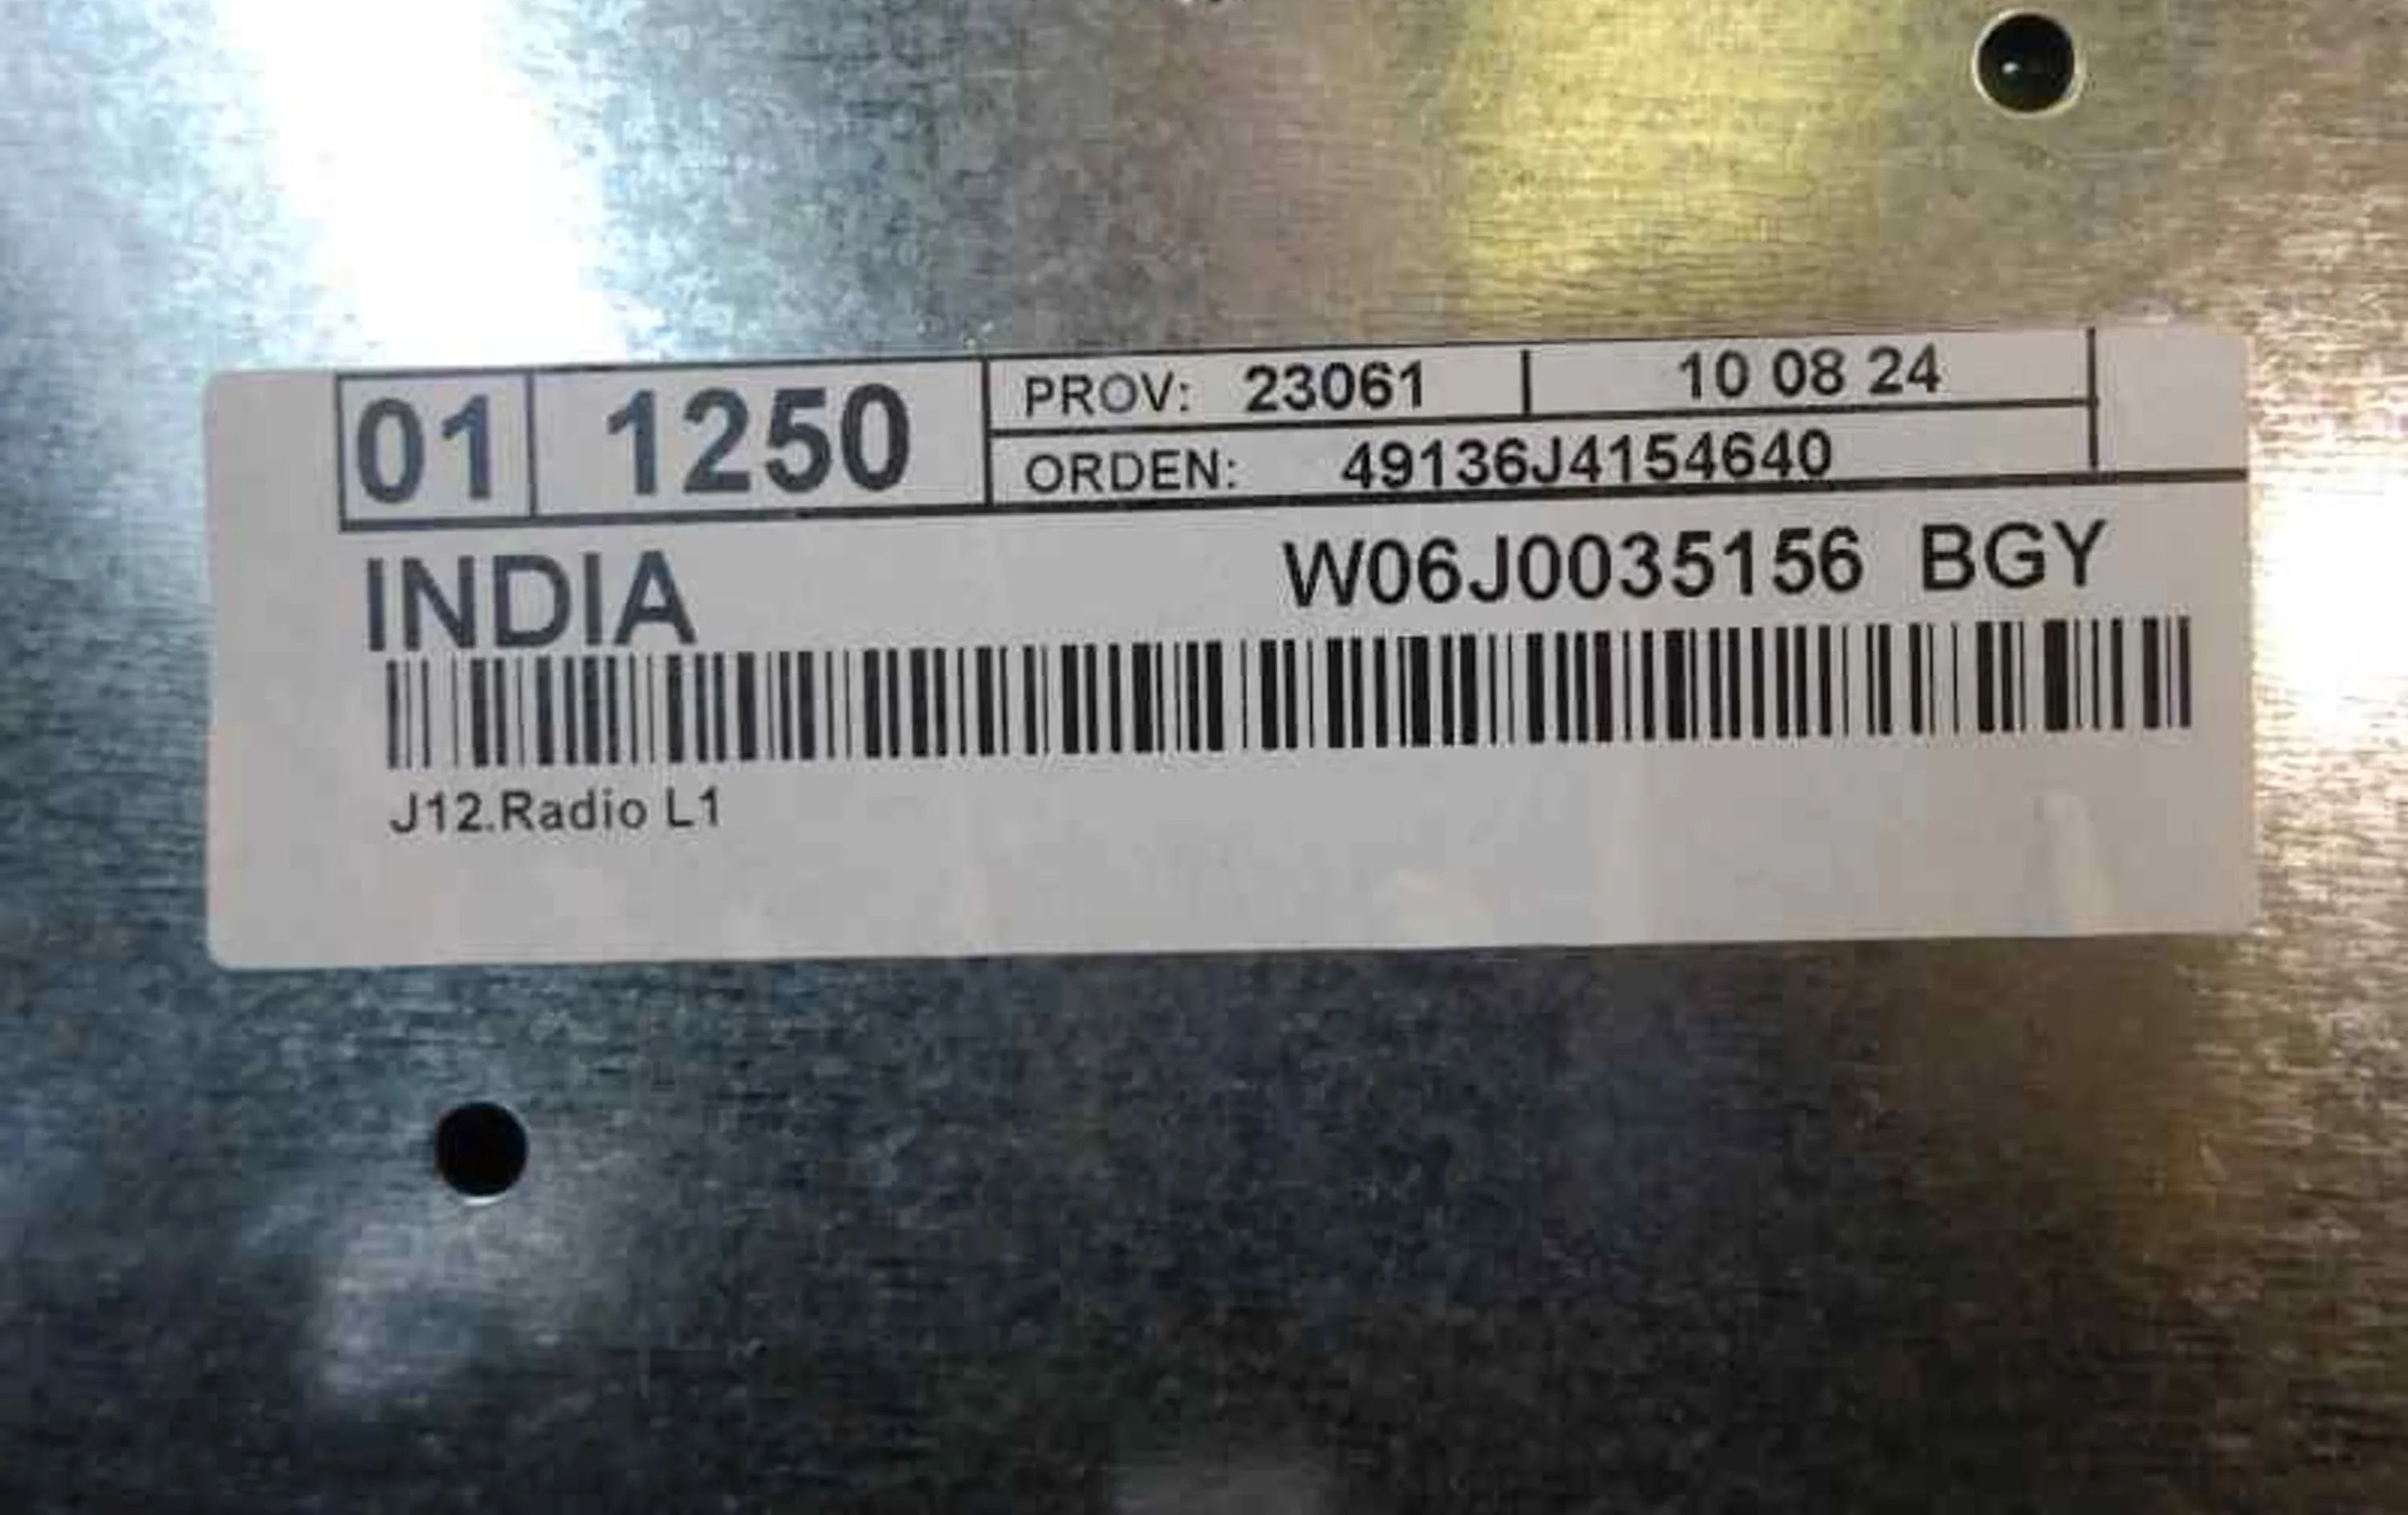 01 1250 PROV: 23061 10 08 24
ORDEN: 49136J4154640
INDIA W06J0035156 BGY
J12.Radio L1